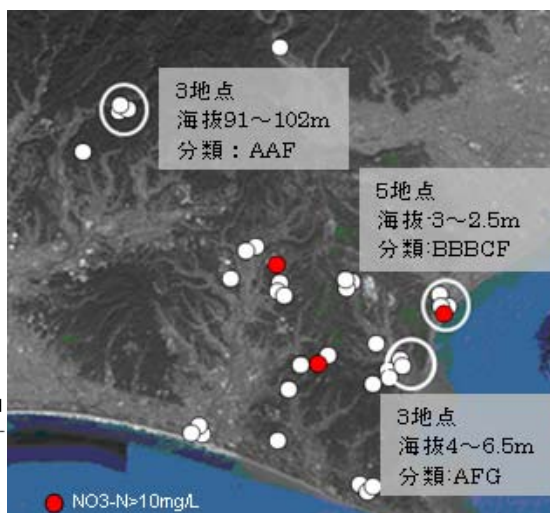 3地点
海抜91～102m
分類：AAF
5地点
海抜-3～2.5m
分類:BBBCF
3地点
海抜4～6.5m
分類:AFG
NO3-N>10mg/L